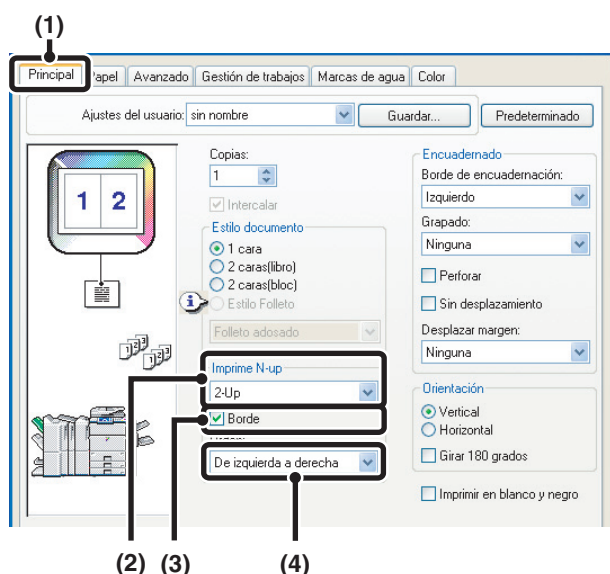 (1)
Principal
Papel
Avanzado
Gestión de trabajos
Marcas de agua
Color
Ajustes del usuario: sin nombre
Guardar...
Predeterminado
1 2
Copias:
1
Intercalar
Estilo documento
1 cara
2 caras(libro)
2 caras(bloc)
Estilo Folleto
Folleto adosado
Imprime N-up
2-Up
Borde
De izquierda a derecha
Encuadernado
Borde de encuadernación:
Izquierdo
Grapado:
Ninguna
Perforar
Sin desplazamiento
Desplazar margen:
Ninguna
Orientación
Vertical
Horizontal
Girar 180 grados
Imprimir en blanco y negro
(2) (3) (4)